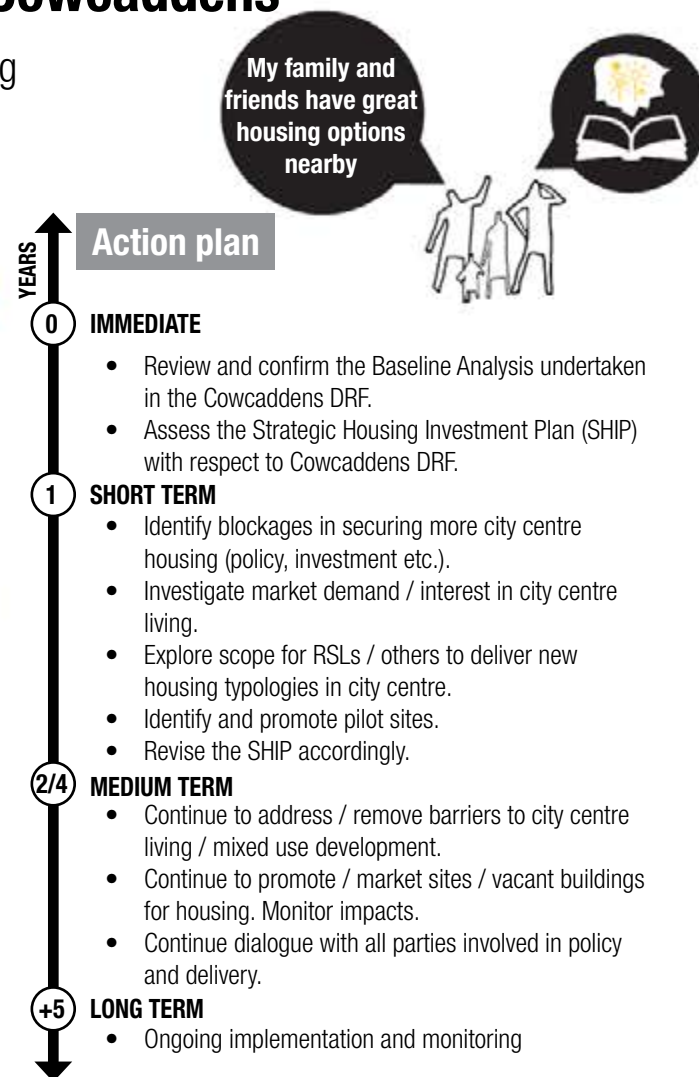 Cowcaddens
g
My family and
friends have great
housing options
nearby
YEARS
Action plan
0 IMMEDIATE
• Review and confirm the Baseline Analysis undertaken
in the Cowcaddens DRF.
• Assess the Strategic Housing Investment Plan (SHIP)
with respect to Cowcaddens DRF.
1 SHORT TERM
• Identify blockages in securing more city centre
housing (policy, investment etc.).
• Investigate market demand / interest in city centre
living.
• Explore scope for RSLs / others to deliver new
housing typologies in city centre.
• Identify and promote pilot sites.
• Revise the SHIP accordingly.
2/4 MEDIUM TERM
• Continue to address / remove barriers to city centre
living / mixed use development.
• Continue to promote / market sites / vacant buildings
for housing. Monitor impacts.
• Continue dialogue with all parties involved in policy
and delivery.
+5 LONG TERM
• Ongoing implementation and monitoring